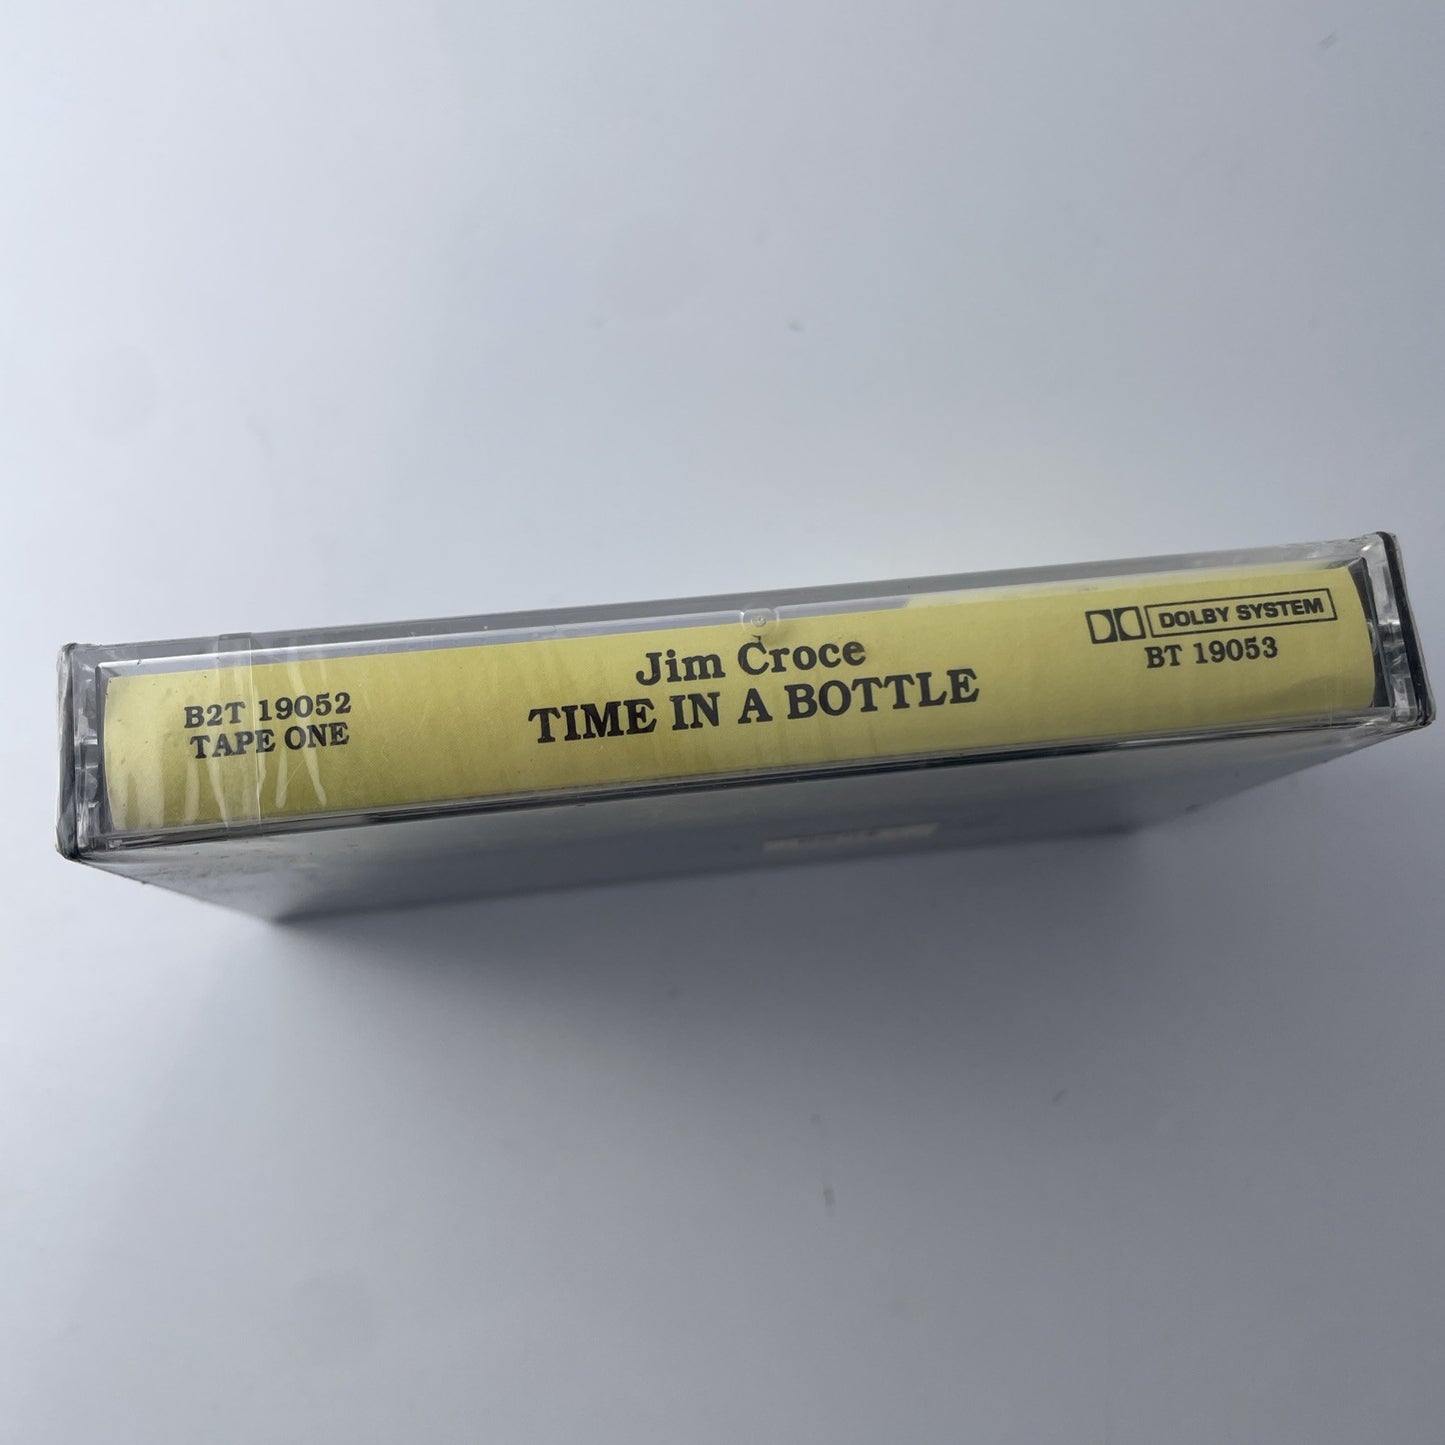 B2T 19052
TAPE ONE
Jim Croce
TIME IN A BOTTLE
DOLBY SYSTEM
BT 19053